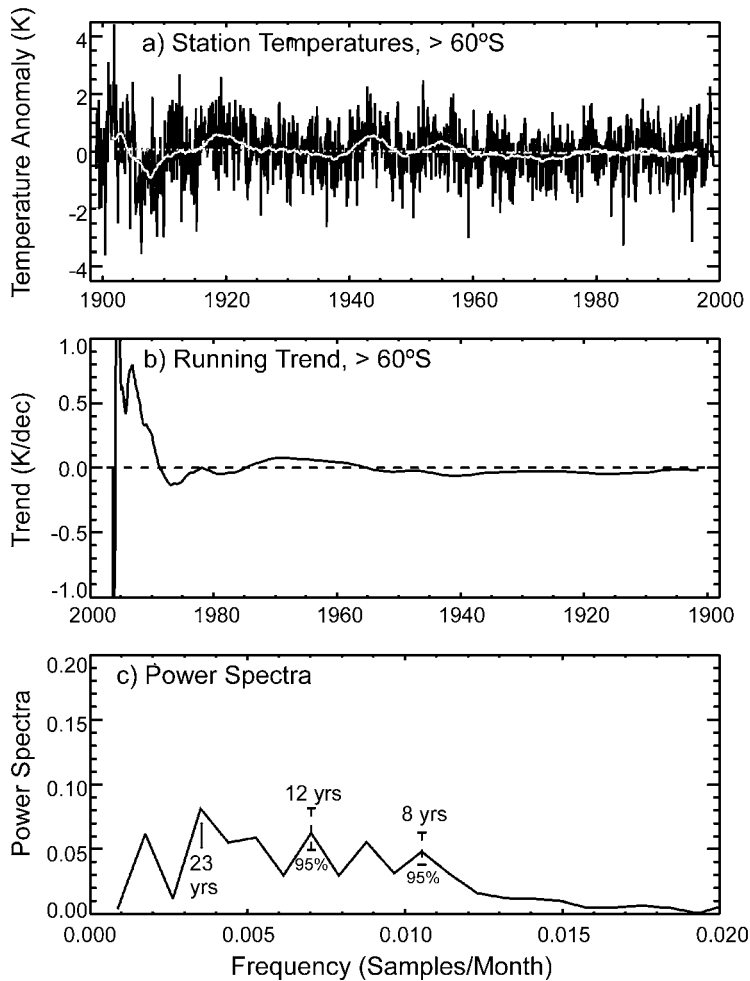 a) Station Temperatures, > 60ºS
Temperature Anomaly (K)
4
2
0
-2
-4
1900 1920 1940 1960 1980 2000
b) Running Trend, > 60ºS
Trend (K/dec)
1.0
0.5
0.0
-0.5
-1.0
2000 1980 1960 1940 1920 1900
c) Power Spectra
Power Spectra
0.20
0.15
0.10
0.05
0.00
12 yrs
8 yrs
95%
95%
23
yrs
0.000 0.005 0.010 0.015 0.020
Frequency (Samples/Month)